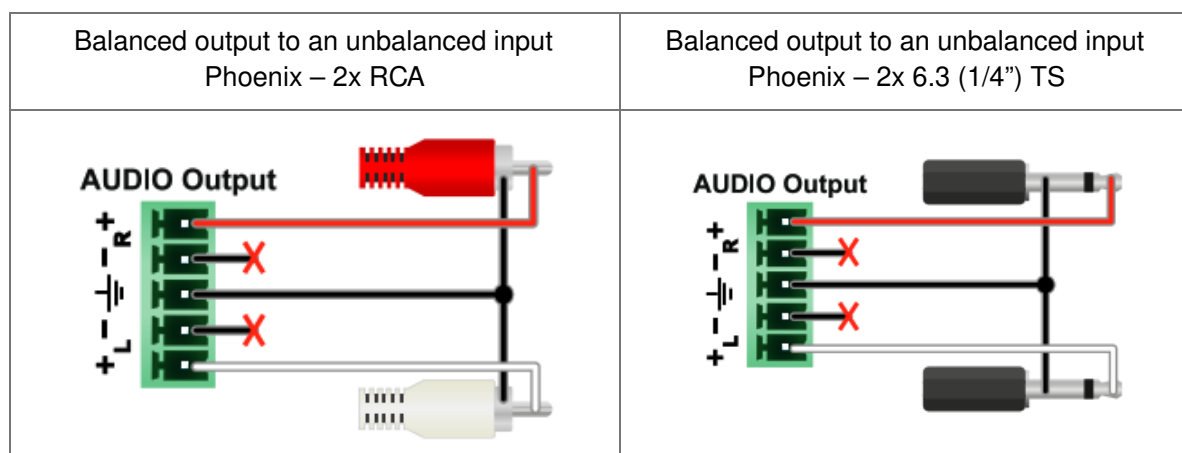 Balanced output to an unbalanced input
Phoenix – 2x RCA
Balanced output to an unbalanced input
Phoenix – 2x 6.3 (1/4”) TS
AUDIO Output
+
R
-
-
L
+
AUDIO Output
+
R
-
-
L
+